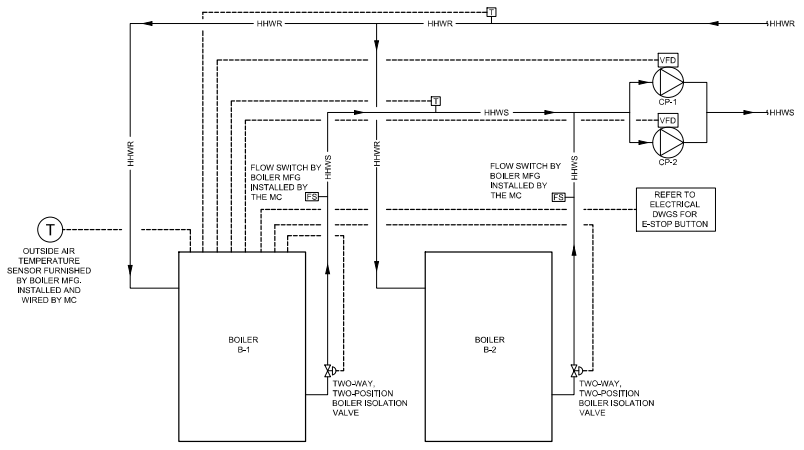 T
HHWR
HHWR
HHWR
VFD
CP-1
T
HHWS
HHWS
VFD
CP-2
HHWR
HHWS
HHWR
HHWS
FLOW SWITCH BY
BOILER MFG
INSTALLED BY
THE MC
FS
FLOW SWITCH BY
BOILER MFG
INSTALLED BY
THE MC
FS
REFER TO
ELECTRICAL
DWGS FOR
E-STOP BUTTON
T
OUTSIDE AIR
TEMPERATURE
SENSOR FURNISHED
BY BOILER MFG.
INSTALLED AND
WIRED BY MC
BOILER
B-1
BOILER
B-2
TWO-WAY,
TWO-POSITION
BOILER ISOLATION
VALVE
TWO-WAY,
TWO-POSITION
BOILER ISOLATION
VALVE